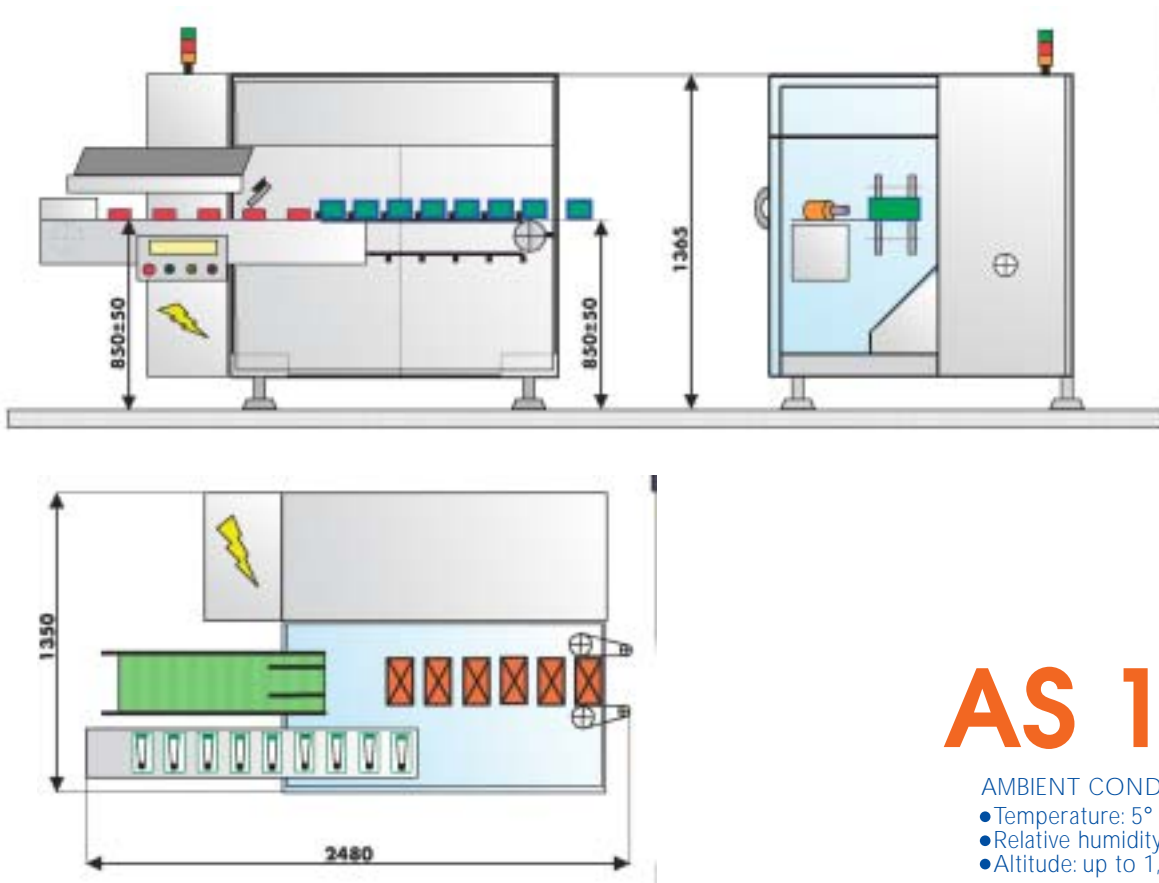 850±50
850±50
1365
1350
2480
AS 1
AMBIENT COND
●Temperature: 5°
●Relative humidity
●Altitude: up to 1,